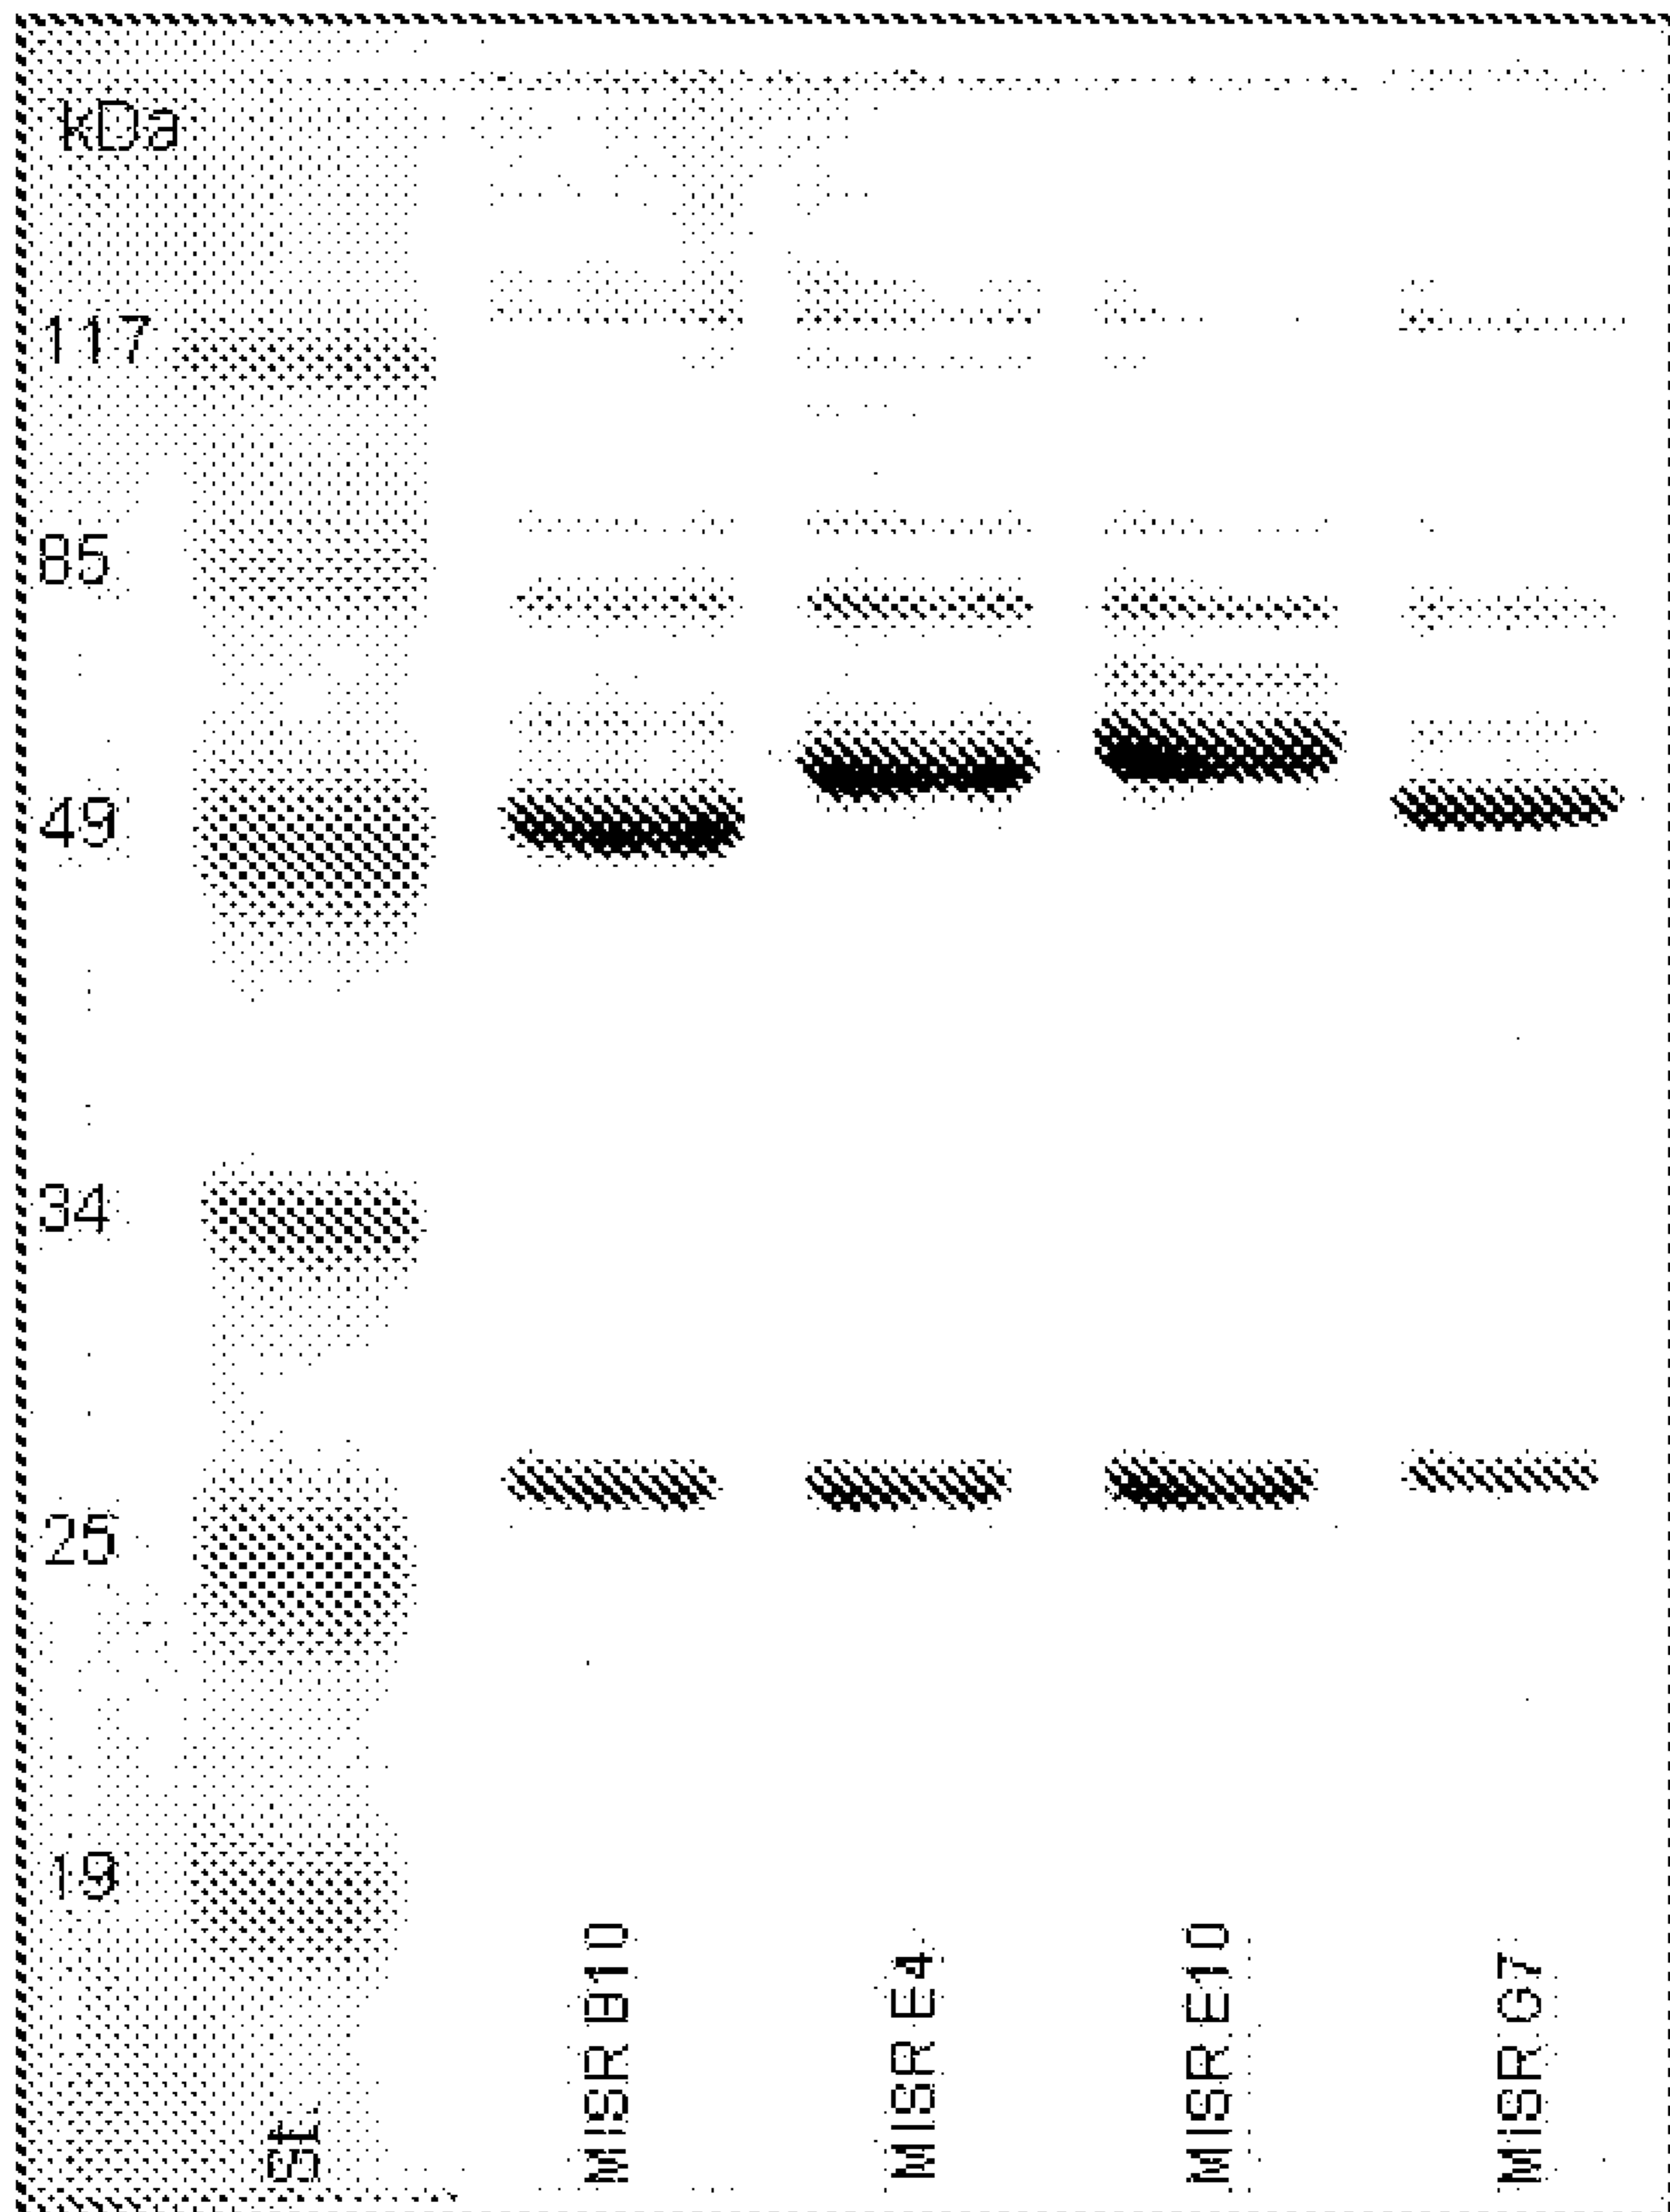 kDa
117
85
49
34
25
19
St.
MISR B10
MISR E4
MISR E10
MISR G7